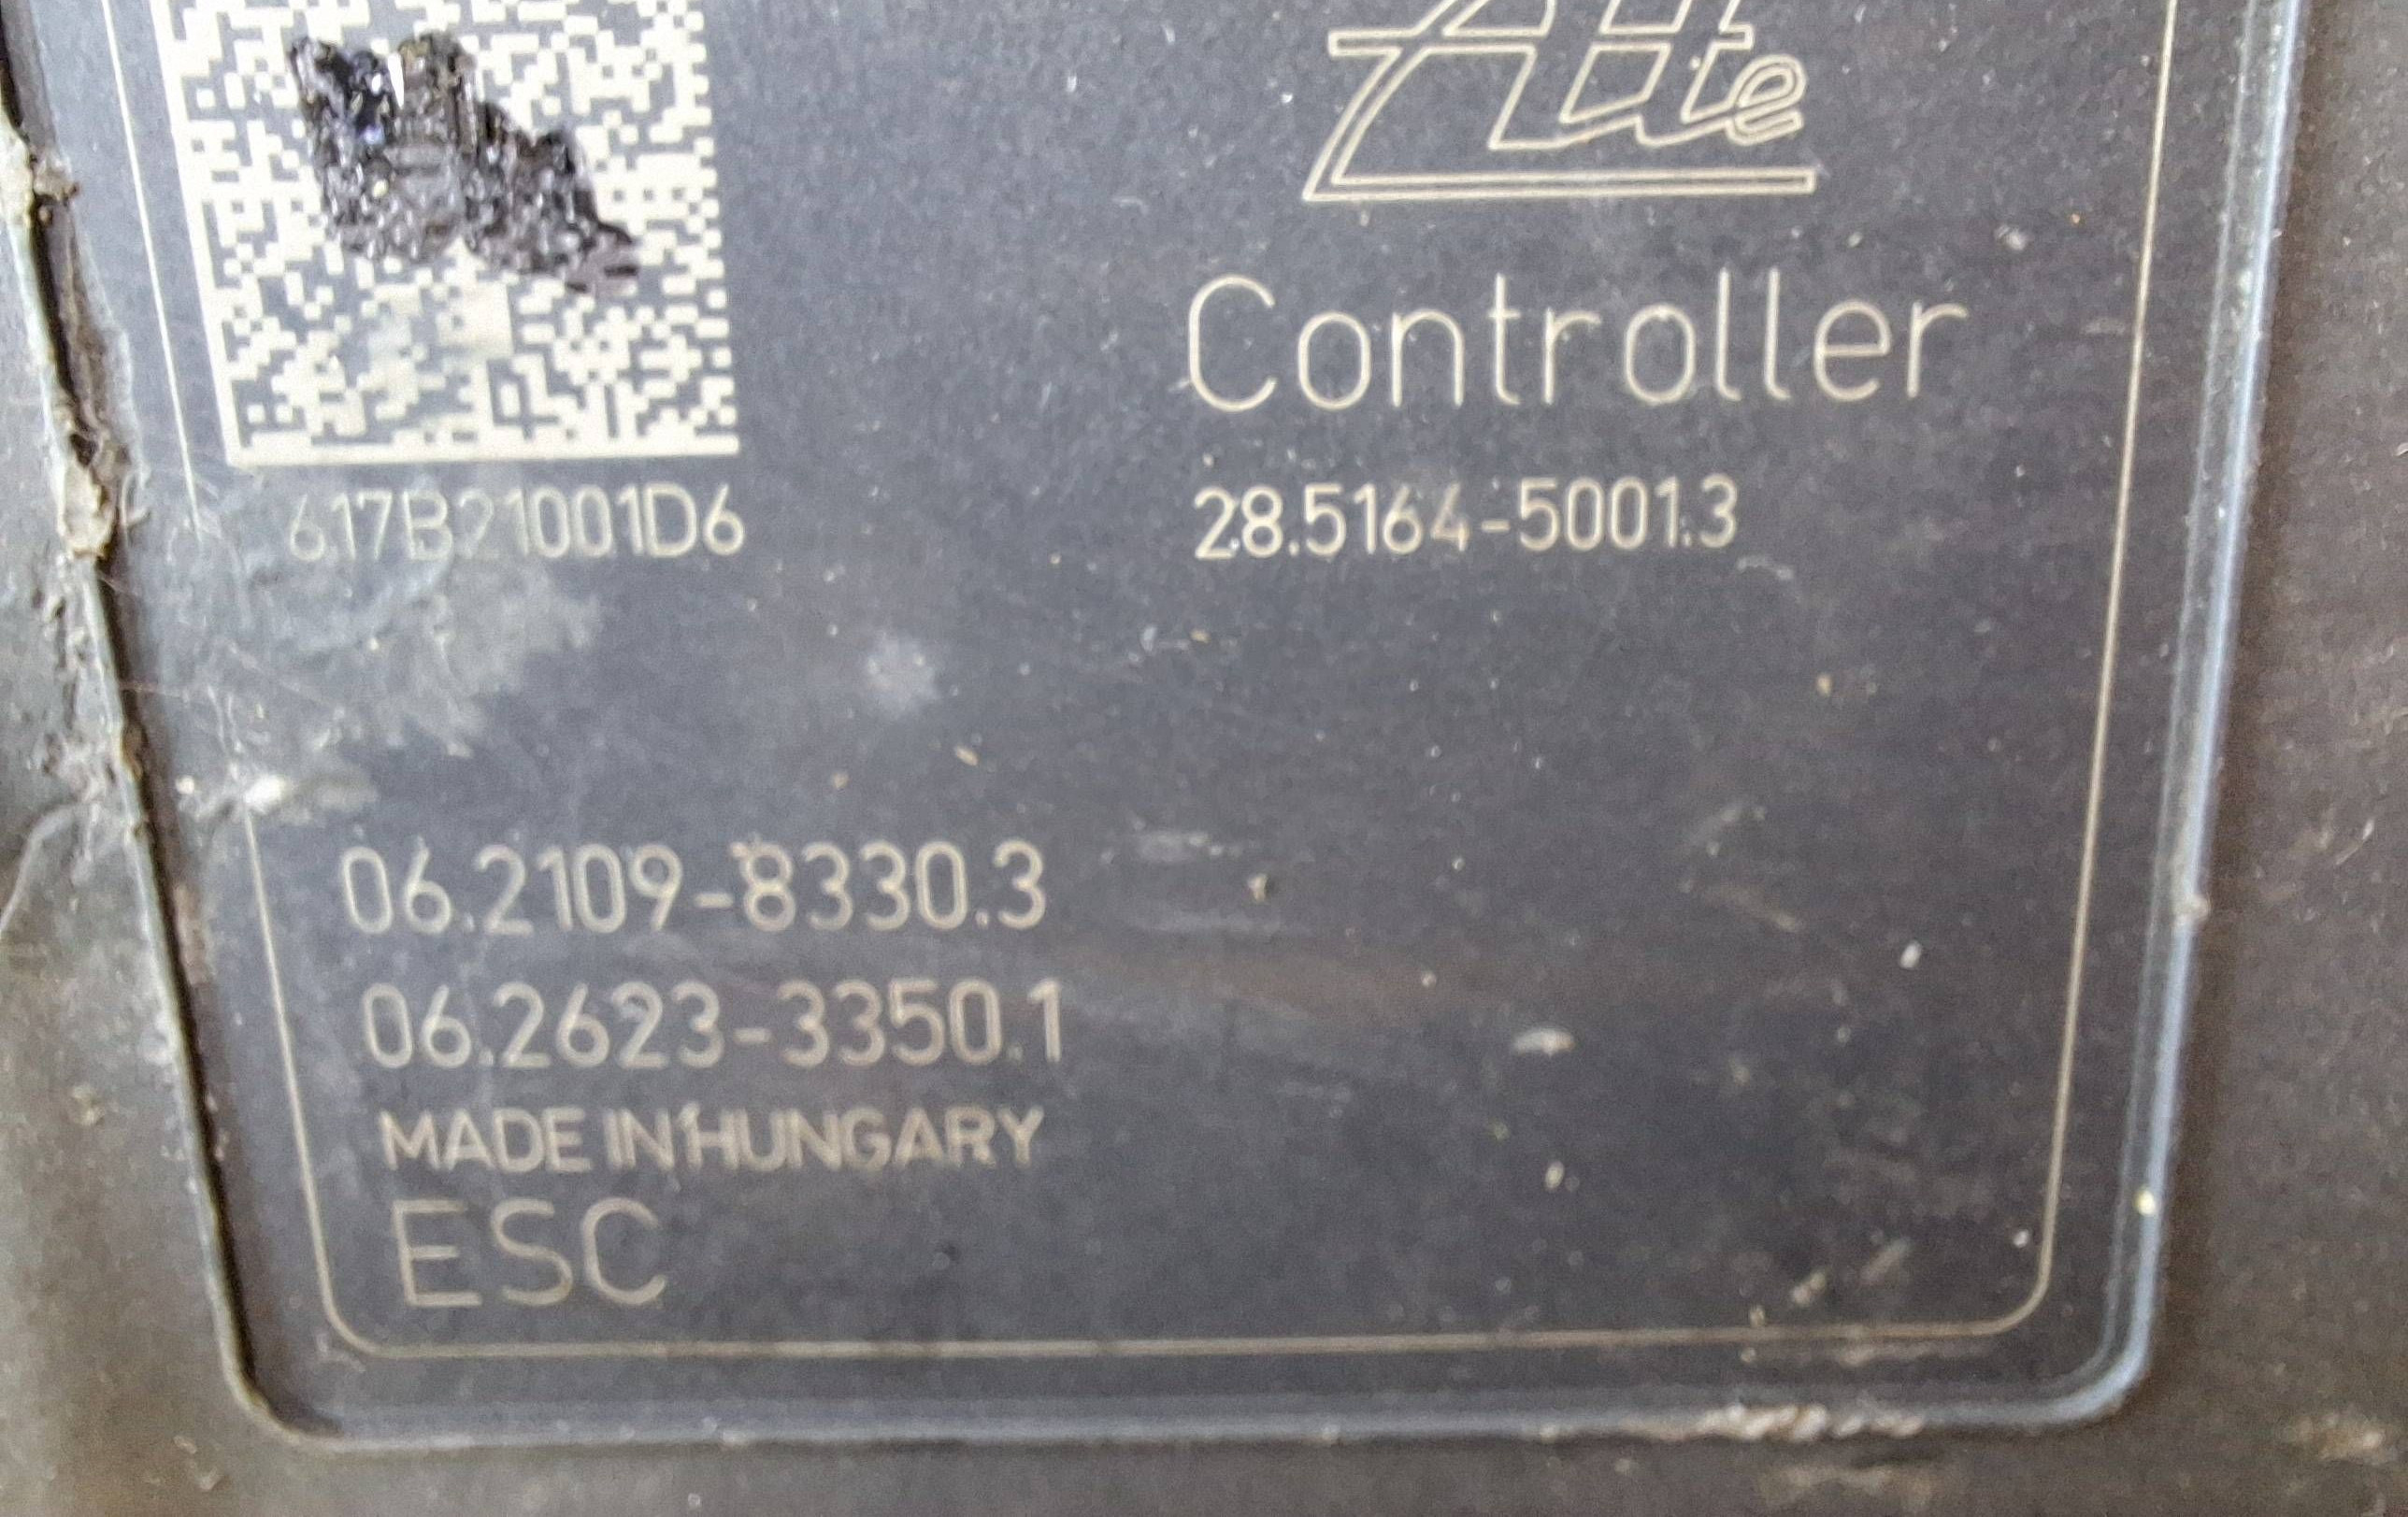 Ate
Controller
617B21001D6
28.5164-5001.3
06.2109-8330.3
06.2623-3350.1
MADE IN HUNGARY
ESC